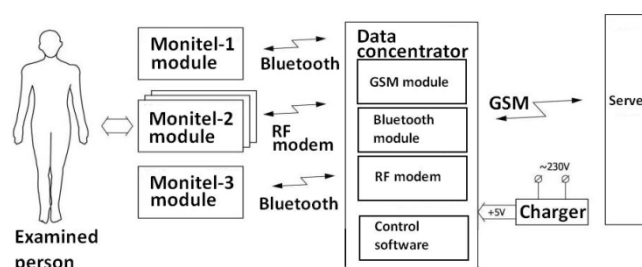 Monitel-1
module
Bluetooth
Monitel-2
module
RF
modem
Monitel-3
module
Bluetooth
Examined
person
Data
concentrator
GSM module
Bluetooth
module
RF modem
Control
software
GSM
Serve
~230V
+5V
Charger